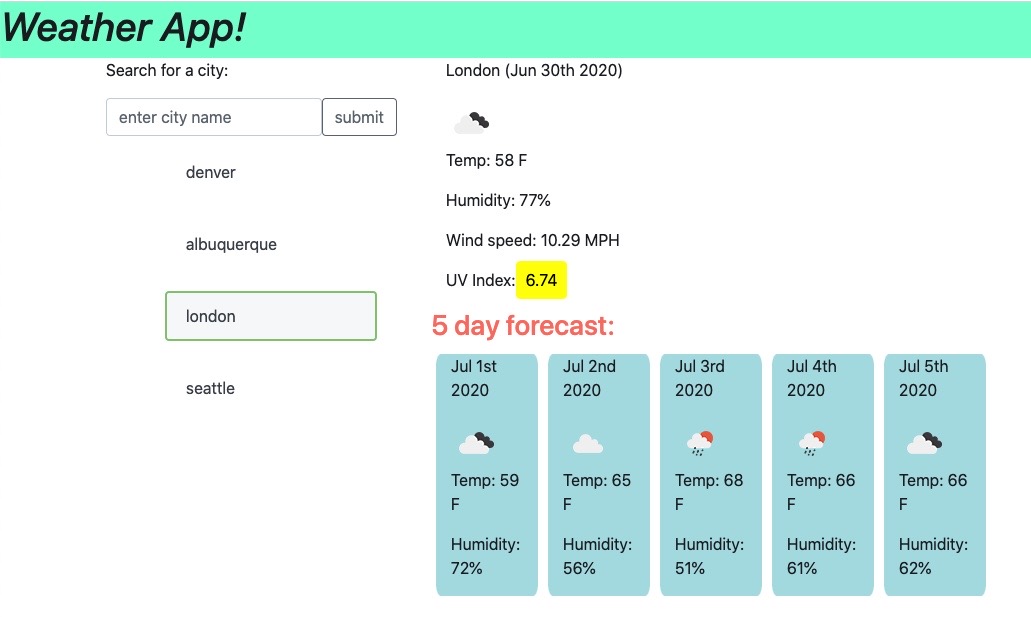 Weather App!
Search for a city:
enter city name
submit
denver
albuquerque
london
seattle
London (Jun 30th 2020)
Temp: 58 F
Humidity: 77%
Wind speed: 10.29 MPH
UV Index: 6.74
5 day forecast:
Jul 1st
2020
Temp: 59
F
Humidity:
72%
Jul 2nd
2020
Temp: 65
F
Humidity:
56%
Jul 3rd
2020
Temp: 68
F
Humidity:
51%
Jul 4th
2020
Temp: 66
F
Humidity:
61%
Jul 5th
2020
Temp: 66
F
Humidity:
62%